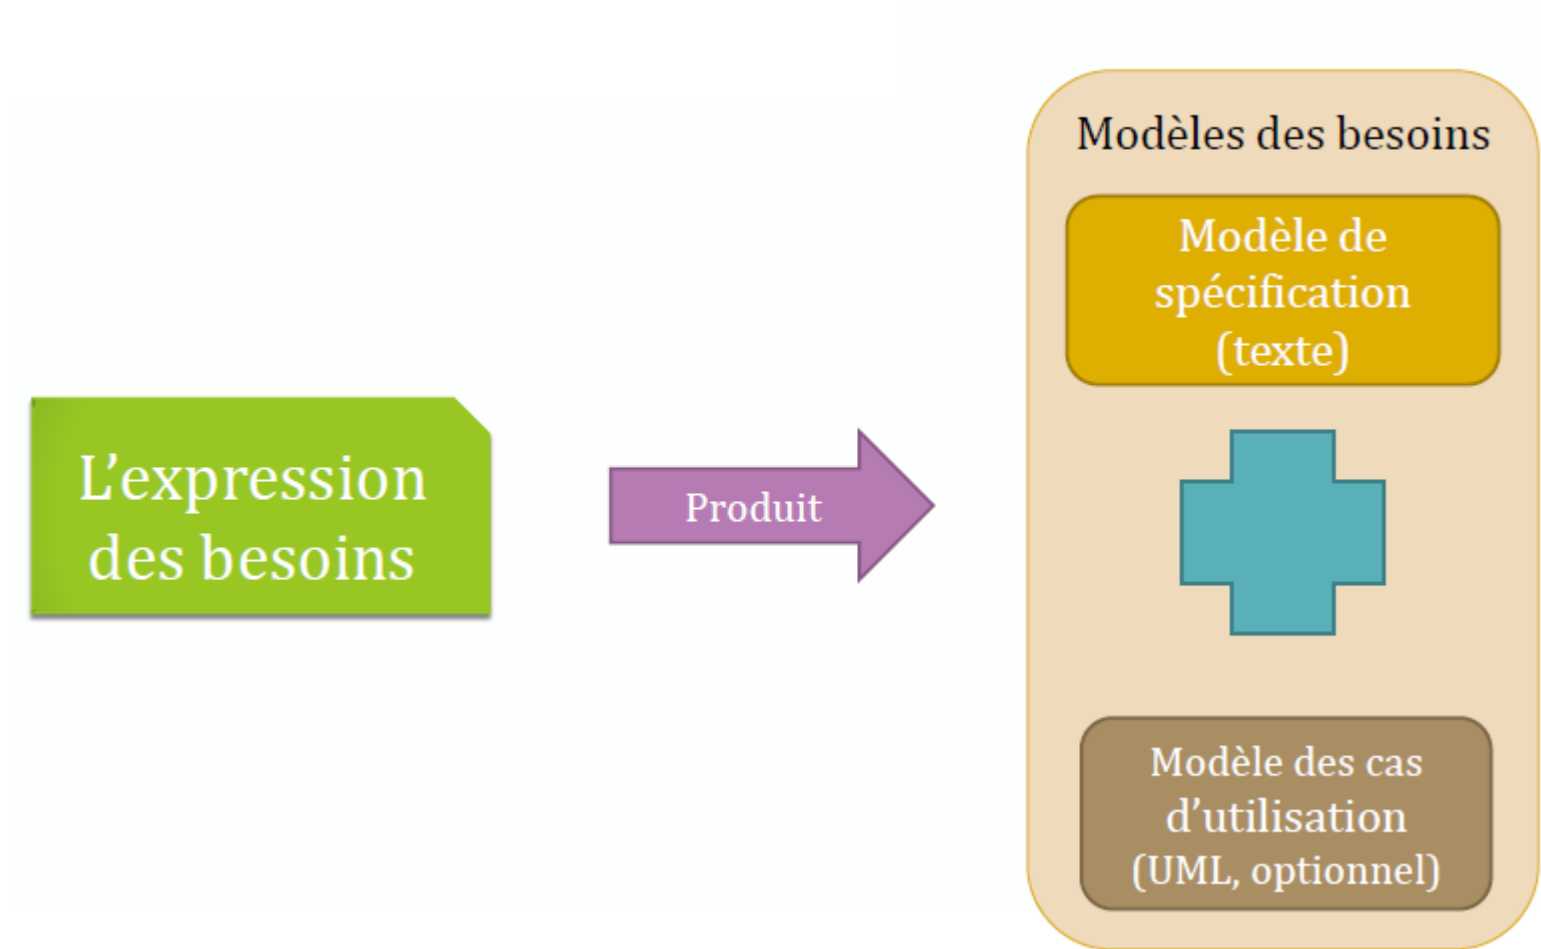 Modèles des besoins
Modèle de
spécification
(texte)
L’expression
des besoins
Produit
Modèle des cas
d’utilisation
(UML, optionnel)